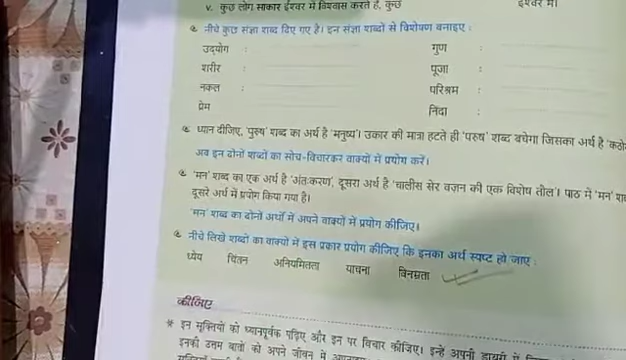 v. कुछ लोग साकार ईश्वर में विश्वास करते हैं, कुछ ईश्वर में।
नीचे कुछ संज्ञा शब्द दिए गए हैं। इन संज्ञा शब्दों से विशेषण बनाइए :
उद्योग : गुण :
शरीर : पूजा :
नकल : परिश्रम :
प्रेम निंदा :
ध्यान दीजिए, 'पुरुष' शब्द का अर्थ है 'मनुष्य'। उकार की मात्रा हटते ही 'परुष' शब्द बचेगा जिसका अर्थ है
अब इन दोनों शब्दों का सोच-विचारकर वाक्यों में प्रयोग करें।
'मन' शब्द का एक अर्थ है 'अंतःकरण', दूसरा अर्थ है 'चालीस सेर वज़न की एक विशेष तौल'। पाठ में 'मन'
दूसरे अर्थ में प्रयोग किया गया है।
'मन' शब्द का दोनों अर्थों में अपने वाक्यों में प्रयोग कीजिए।
नीचे लिखे शब्दों का वाक्यों में इस प्रकार प्रयोग कीजिए कि इनका अर्थ स्पष्ट हो जाए :
ध्येय चिंतन अनियमितता याचना विनम्रता
कीजिए
* इन सूक्तियों को ध्यानपूर्वक पढ़िए और इन पर विचार कीजिए। इन्हें अपनी डायरी में
इनकी उत्तम बातों को अपने जीवन में